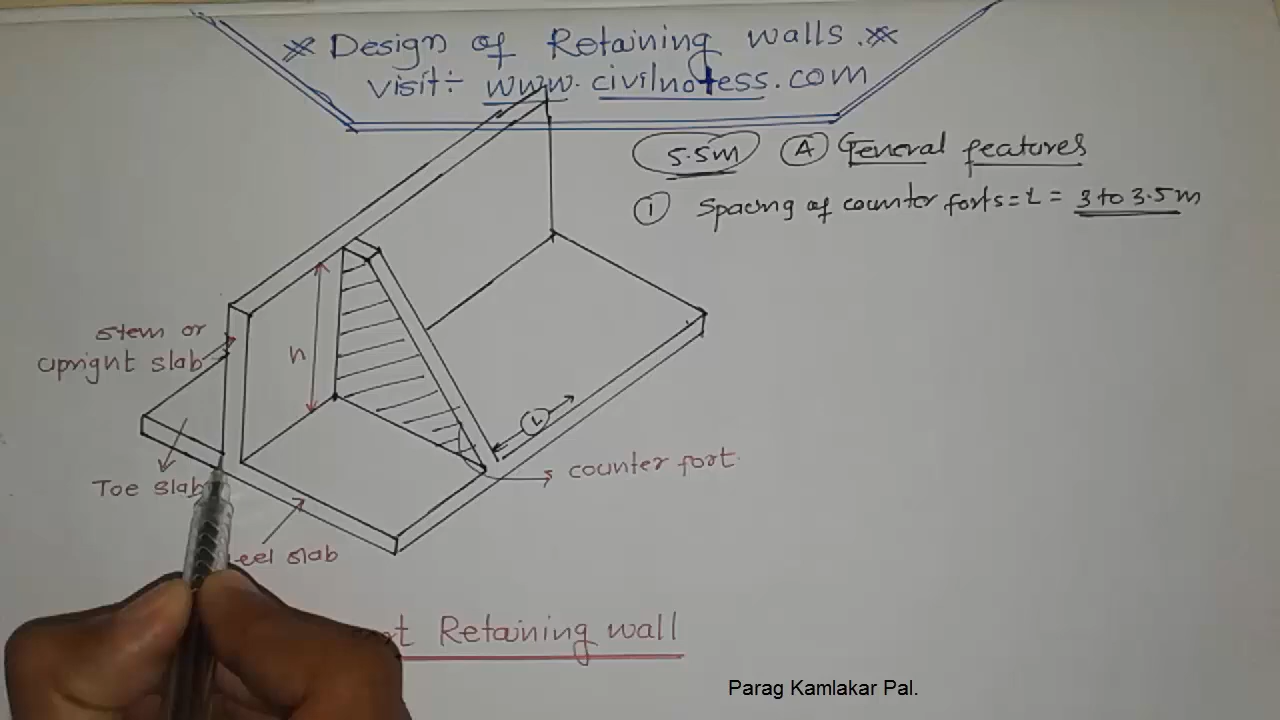 * Design of Retaining walls. *
visit:- www.civilnotess.com
5.5m (A) General features
(1) Spacing of counter forts = L = 3 to 3.5m
stem or
upright slab
h
L
counter fort
Toe slab
eel slab
t Retaining wall
Parag Kamlakar Pal.